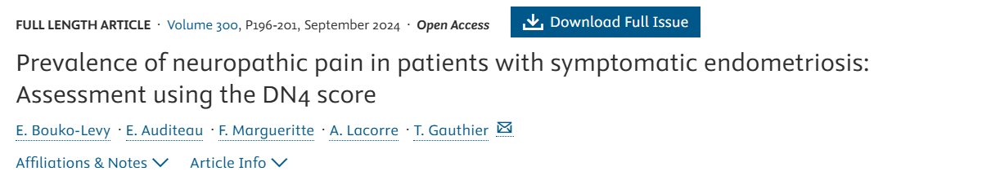 FULL LENGTH ARTICLE · Volume 300, P196-201, September 2024 · Open Access Download Full Issue
Prevalence of neuropathic pain in patients with symptomatic endometriosis:
Assessment using the DN4 score
E. Bouko-Levy · E. Auditeau · F. Margueritte · A. Lacorre · T. Gauthier
Affiliations & Notes Article Info